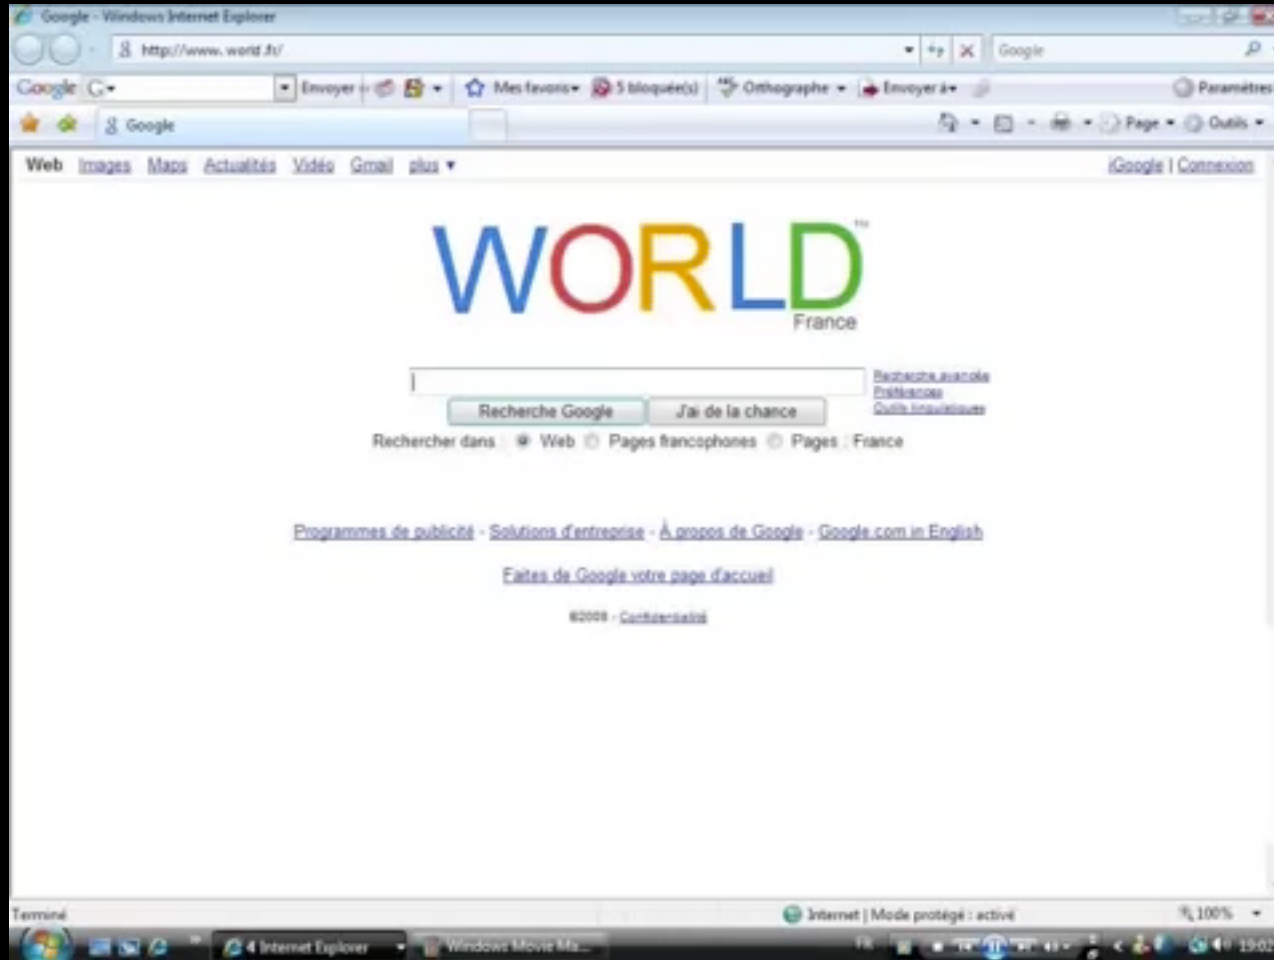 Google - Windows Internet Explorer
http://www. world .fr/
Google
Google G Envoyer Mes favoris 5 bloquée(s) Orthographe Envoyer à Paramètres
Google Page Outils
Web Images Maps Actualités Vidéo Gmail plus iGoogle | Connexion
WORLD™
France
Recherche avancée
Préférences
Outils linguistiques
Recherche Google J'ai de la chance
Rechercher dans : Web Pages francophones Pages : France
Programmes de publicité - Solutions d'entreprise - À propos de Google - Google.com in English
Faites de Google votre page d'accueil
©2008 - Confidentialité
Terminé Internet | Mode protégé : activé 100%
4 Internet Explorer Windows Movie Ma... FR 19:02